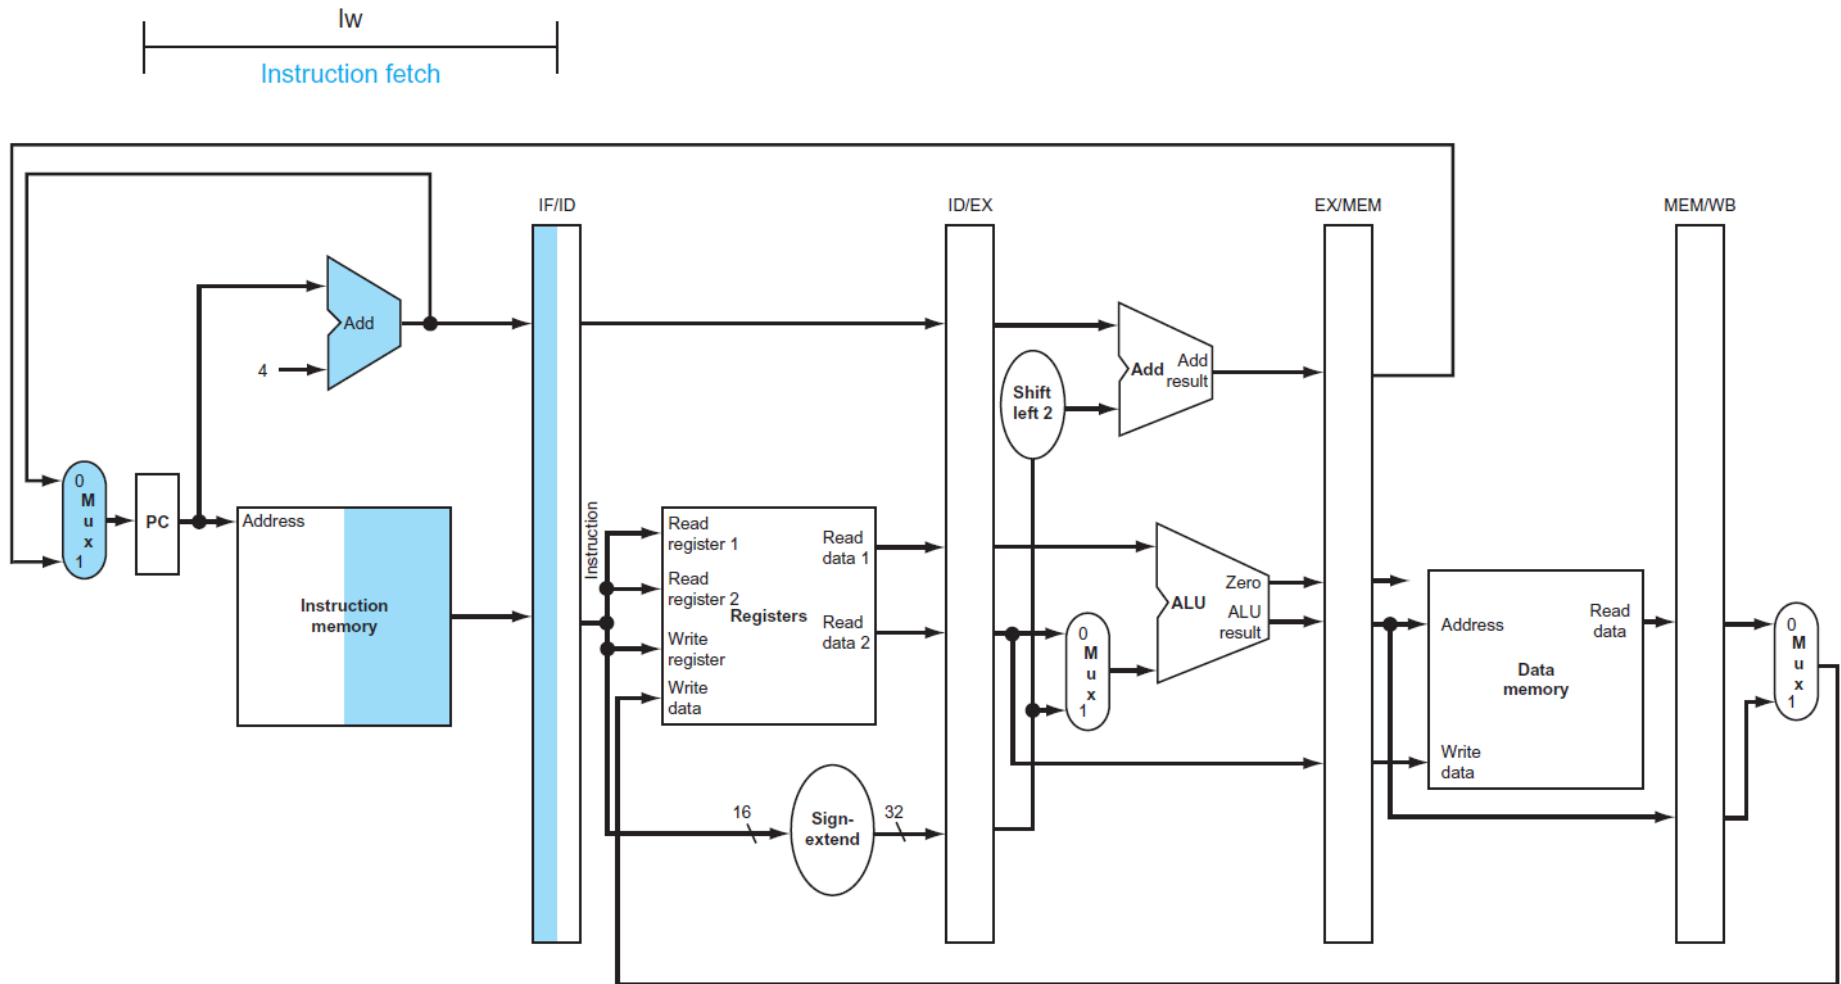 lw
Instruction fetch
IF/ID
ID/EX
EX/MEM
MEM/WB
Add
4
Add
Add
result
Shift
left 2
0
M
u
x
1
PC
Address
Instruction
memory
Instruction
Read
register 1
Read
register 2
Write
register
Write
data
Registers
Read
data 1
Read
data 2
16
Sign-
extend
32
0
M
u
x
1
Zero
ALU
ALU
result
Address
Read
data
Data
memory
Write
data
0
M
u
x
1